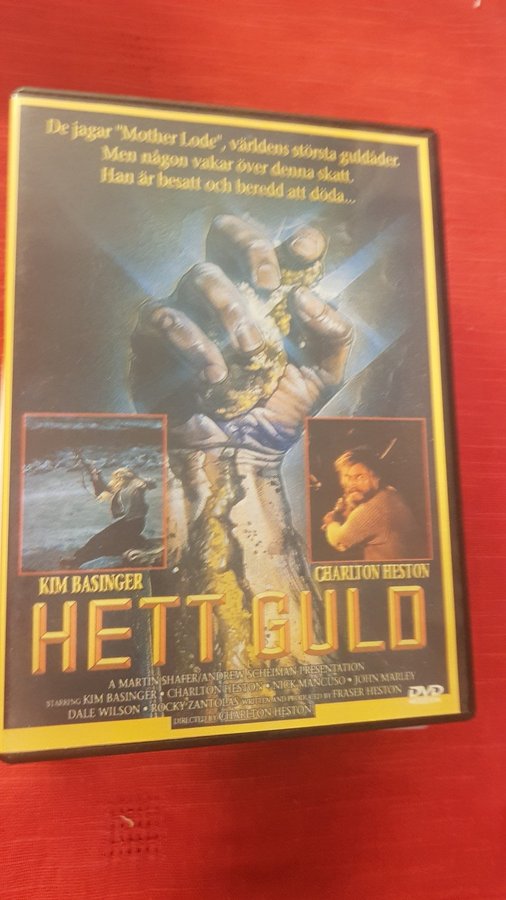 De jagar "Mother Lode", världens största guldåder.
Men någon vakar över denna skatt.
Han är besatt och beredd att döda...
KIM BASINGER
CHARLTON HESTON
HETT GULD
A MARTIN SHAFER/ANDREW SCHEIMAN PRESENTATION
STARRING KIM BASINGER • CHARLTON HESTON • NICK MANCUSO • JOHN MARLEY
DALE WILSON • ROCKY ZANTOLAS WRITTEN AND PRODUCED BY FRASER HESTON
DIRECTED BY CHARLTON HESTON
DVD